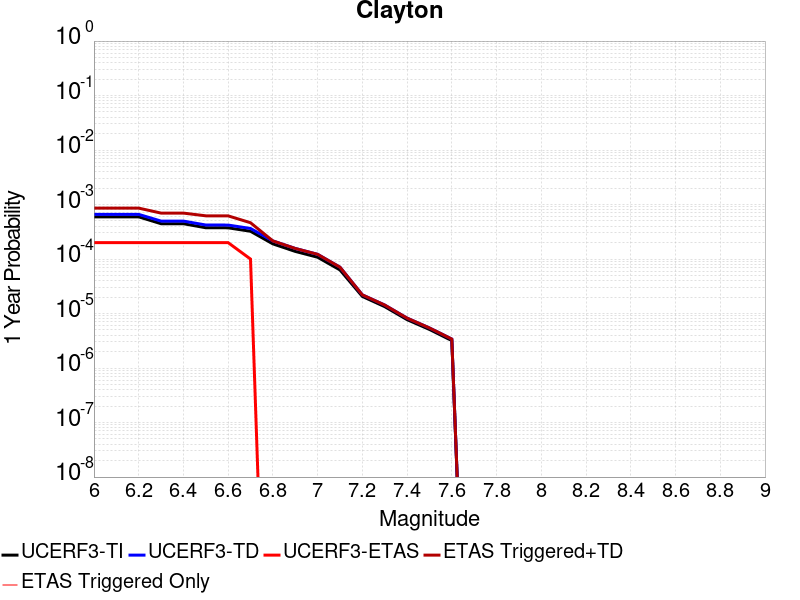 Clayton
10^0
10^-1
10^-2
10^-3
10^-4
10^-5
10^-6
10^-7
10^-8
1 Year Probability
6 6.2 6.4 6.6 6.8 7 7.2 7.4 7.6 7.8 8 8.2 8.4 8.6 8.8 9
Magnitude
UCERF3-TI UCERF3-TD UCERF3-ETAS ETAS Triggered+TD
ETAS Triggered Only